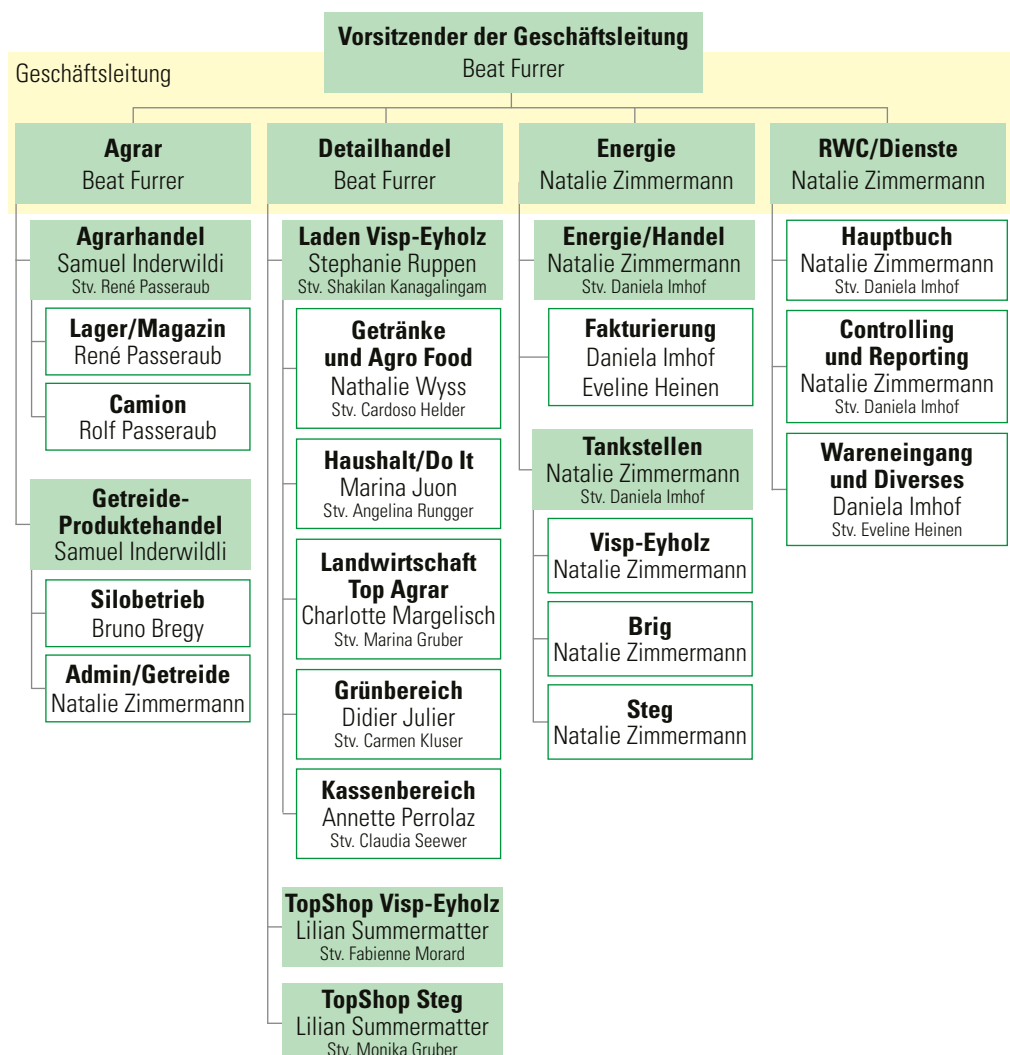 Vorsitzender der Geschäftsleitung
Beat Furrer
Geschäftsleitung
Agrar
Beat Furrer
Detailhandel
Beat Furrer
Energie
Natalie Zimmermann
RWC/Dienste
Natalie Zimmermann
Agrarhandel
Samuel Inderwildi
Stv. René Passeraub
Lager/Magazin
René Passeraub
Camion
Rolf Passeraub
Getreide-
Produktehandel
Samuel Inderwildli
Silobetrieb
Bruno Bregy
Admin/Getreide
Natalie Zimmermann
Laden Visp-Eyholz
Stephanie Ruppen
Stv. Shakilan Kanagalingam
Getränke
und Agro Food
Nathalie Wyss
Stv. Cardoso Helder
Haushalt/Do It
Marina Juon
Stv. Angelina Rungger
Landwirtschaft
Top Agrar
Charlotte Margelisch
Stv. Marina Gruber
Grünbereich
Didier Julier
Stv. Carmen Kluser
Kassenbereich
Annette Perrolaz
Stv. Claudia Seewer
TopShop Visp-Eyholz
Lilian Summermatter
Stv. Fabienne Morard
TopShop Steg
Lilian Summermatter
Stv. Monika Gruber
Energie/Handel
Natalie Zimmermann
Stv. Daniela Imhof
Fakturierung
Daniela Imhof
Eveline Heinen
Tankstellen
Natalie Zimmermann
Stv. Daniela Imhof
Visp-Eyholz
Natalie Zimmermann
Brig
Natalie Zimmermann
Steg
Natalie Zimmermann
Hauptbuch
Natalie Zimmermann
Stv. Daniela Imhof
Controlling
und Reporting
Natalie Zimmermann
Stv. Daniela Imhof
Wareneingang
und Diverses
Daniela Imhof
Stv. Eveline Heinen